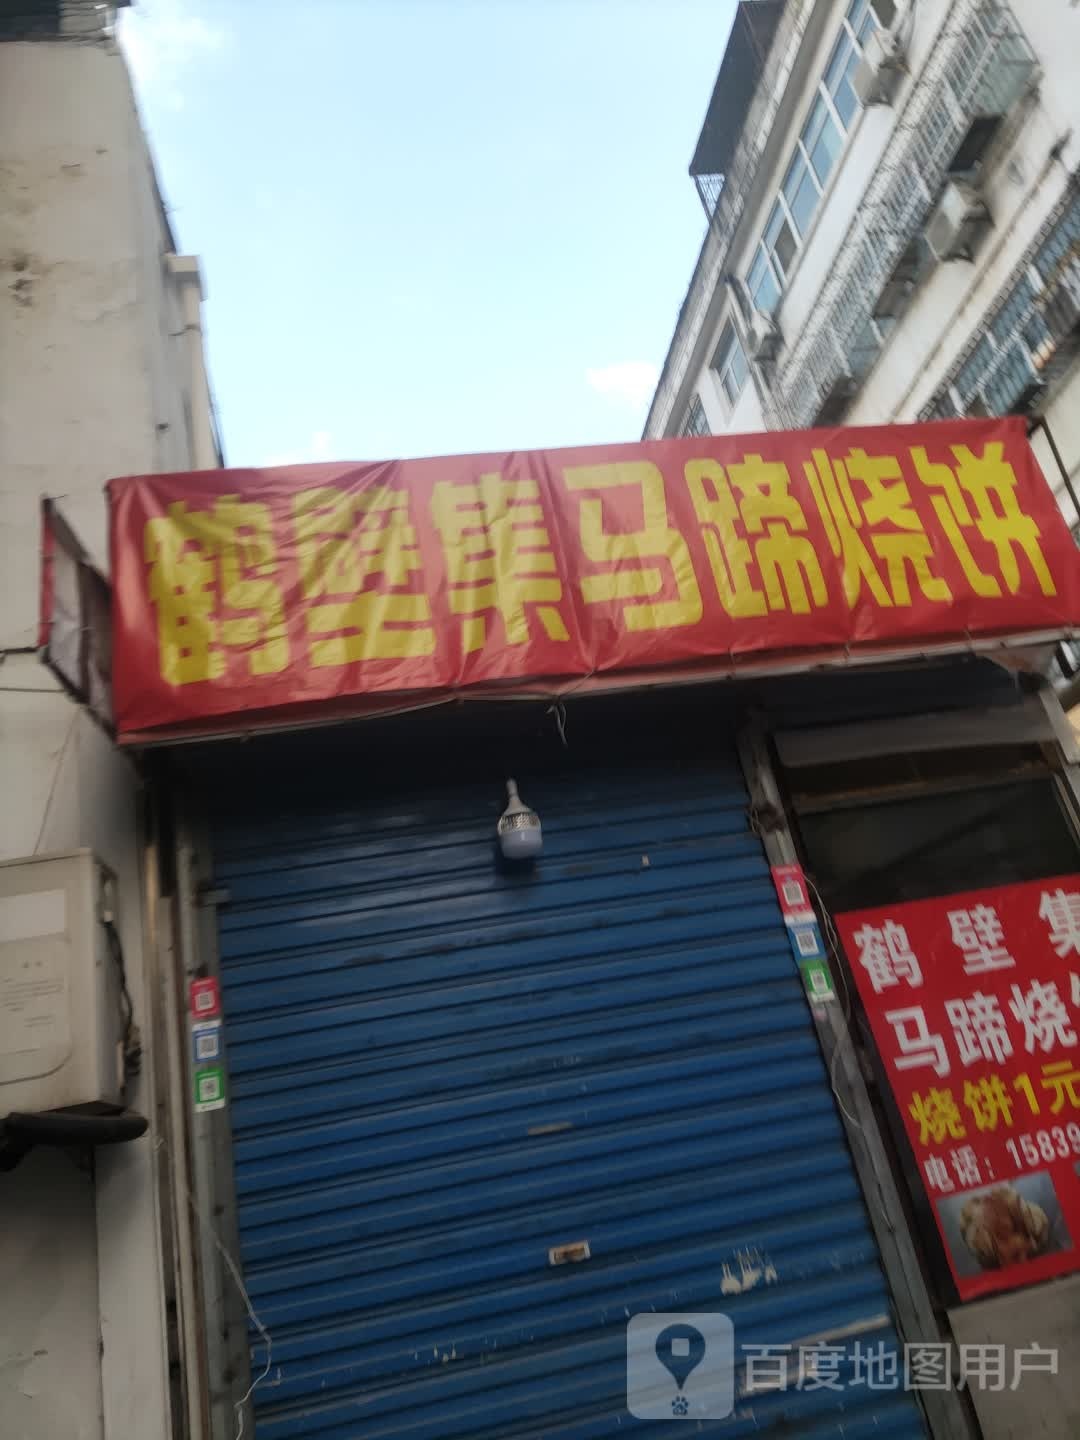 鹤壁集马蹄烧饼
鹤壁集
马蹄烧
烧饼1元
电话：15839
百度地图用户